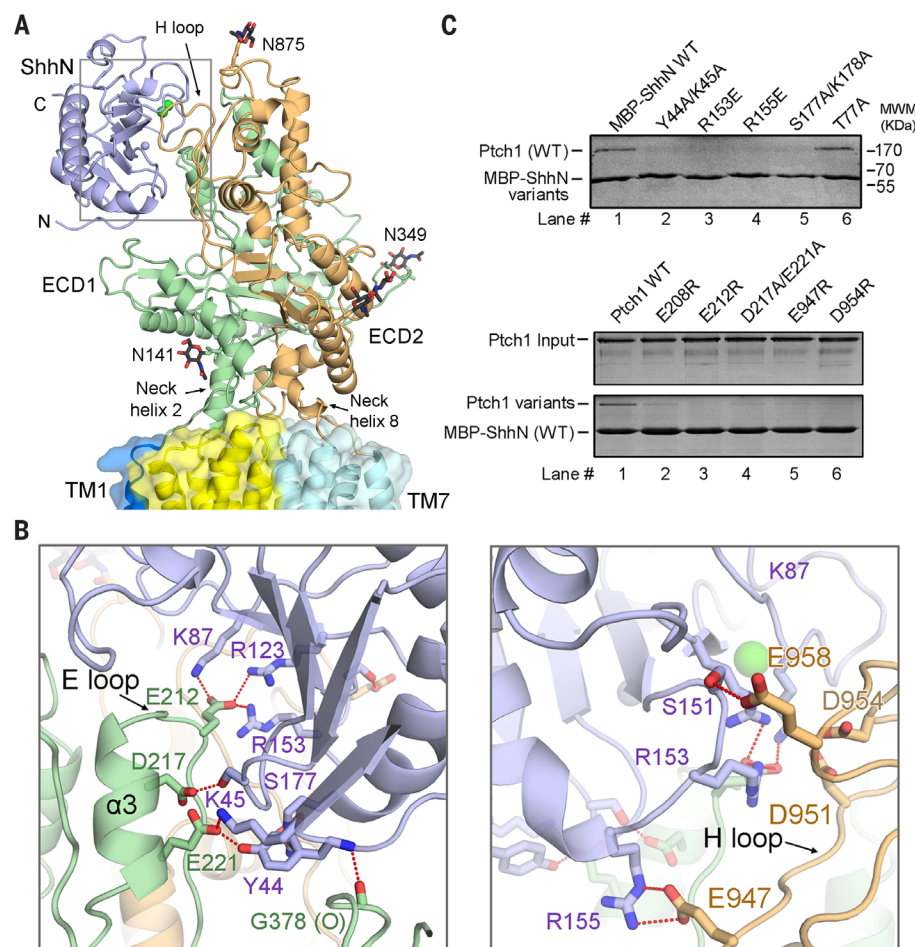 A
H loop
N875
ShhN
C
N
N349
ECD1
ECD2
N141
Neck
helix 2
Neck
helix 8
TM1
TM7
C
MBP-ShhN WT
Y44A/K45A
R153E
R155E
S177A/K178A
T77A
MWM
(KDa)
Ptch1 (WT)
MBP-ShhN
variants
170
70
55
Lane # 1 2 3 4 5 6
Ptch1 WT
E208R
E212R
D217A/E221A
E947R
D954R
Ptch1 Input
Ptch1 variants
MBP-ShhN (WT)
Lane # 1 2 3 4 5 6
B
K87
R123
E loop
E212
R153
D217
S177
K45
α3
E221
Y44
G378 (O)
K87
E958
D954
S151
R153
D951
H loop
E947
R155